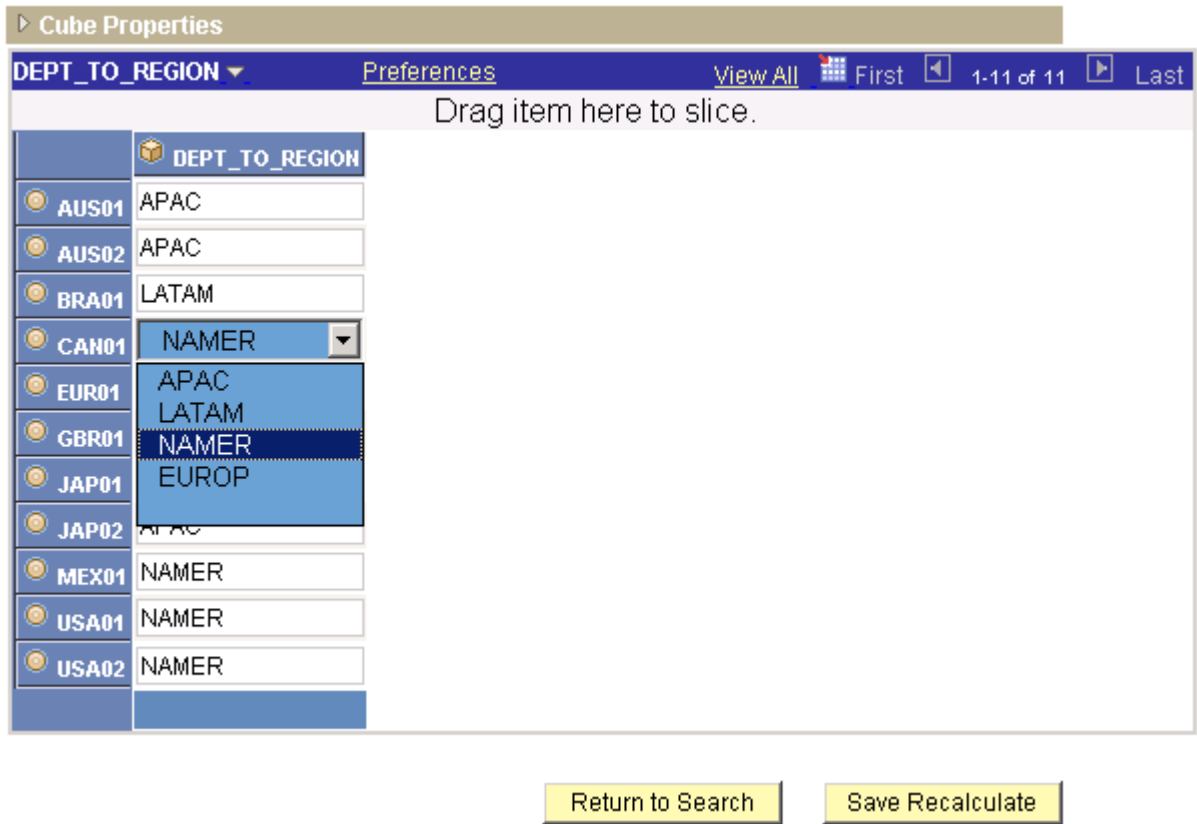 Cube Properties
DEPT_TO_REGION Preferences View All First 1-11 of 11 Last
Drag item here to slice.
DEPT_TO_REGION
AUS01 APAC
AUS02 APAC
BRA01 LATAM
CAN01 NAMER
EUR01 APAC
LATAM
GBR01 NAMER
JAP01 EUROP
JAP02 APAC
MEX01 NAMER
USA01 NAMER
USA02 NAMER
Return to Search Save Recalculate